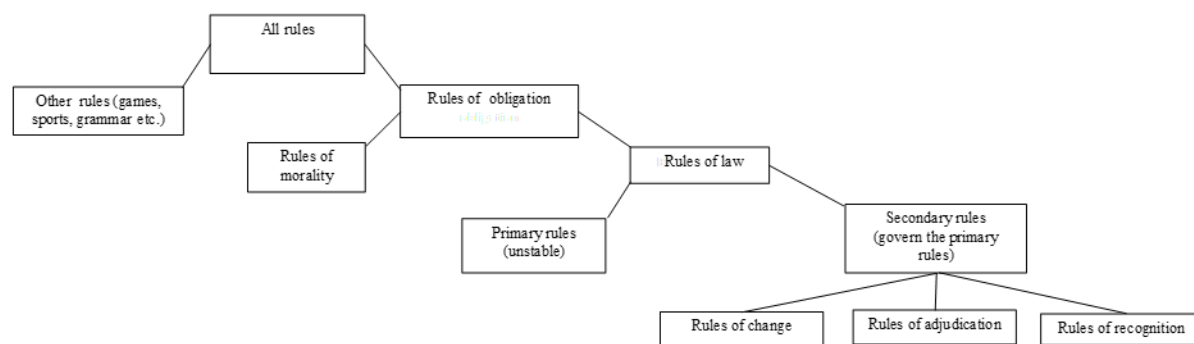 All rules
Other rules (games,
sports, grammar etc.)
Rules of obligation
Rules of
morality
Rules of law
Primary rules
(unstable)
Secondary rules
(govern the primary
rules)
Rules of change
Rules of adjudication
Rules of recognition